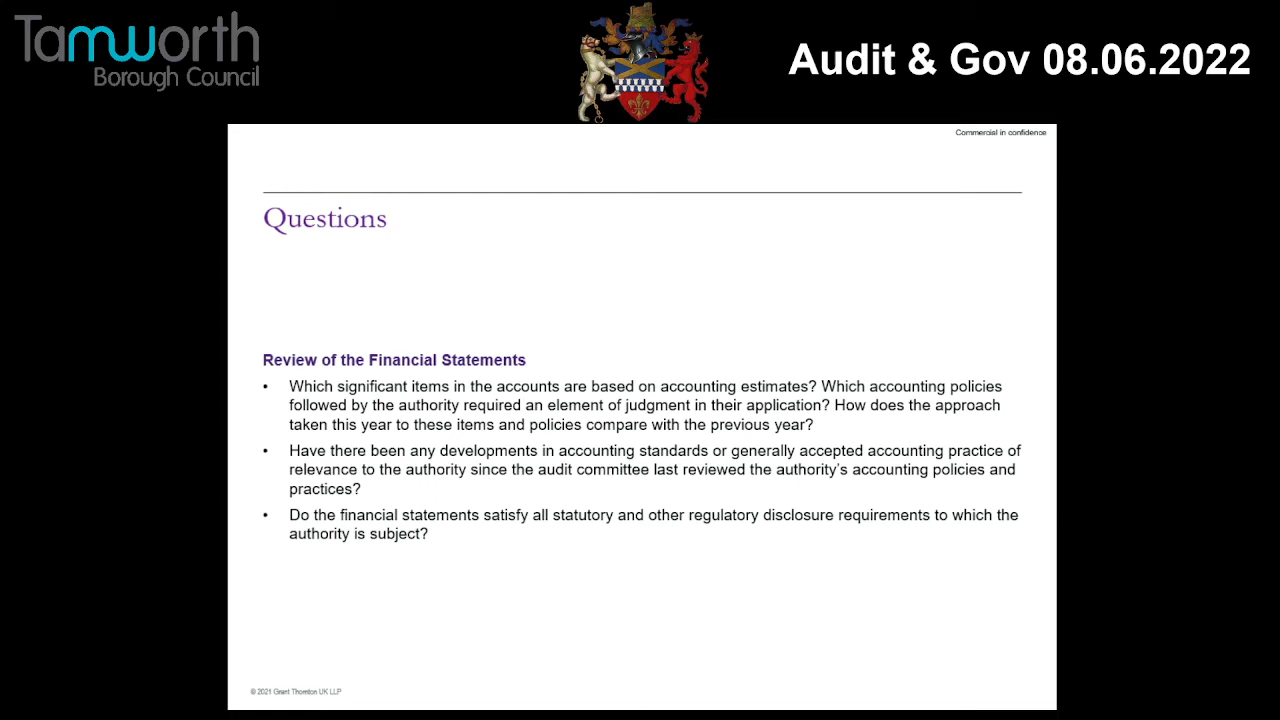 Tamworth
Borough Council
Audit & Gov 08.06.2022
Commercial in confidence
Questions
Review of the Financial Statements
• Which significant items in the accounts are based on accounting estimates? Which accounting policies
followed by the authority required an element of judgment in their application? How does the approach
taken this year to these items and policies compare with the previous year?
• Have there been any developments in accounting standards or generally accepted accounting practice of
relevance to the authority since the audit committee last reviewed the authority's accounting policies and
practices?
• Do the financial statements satisfy all statutory and other regulatory disclosure requirements to which the
authority is subject?
© 2021 Grant Thornton UK LLP